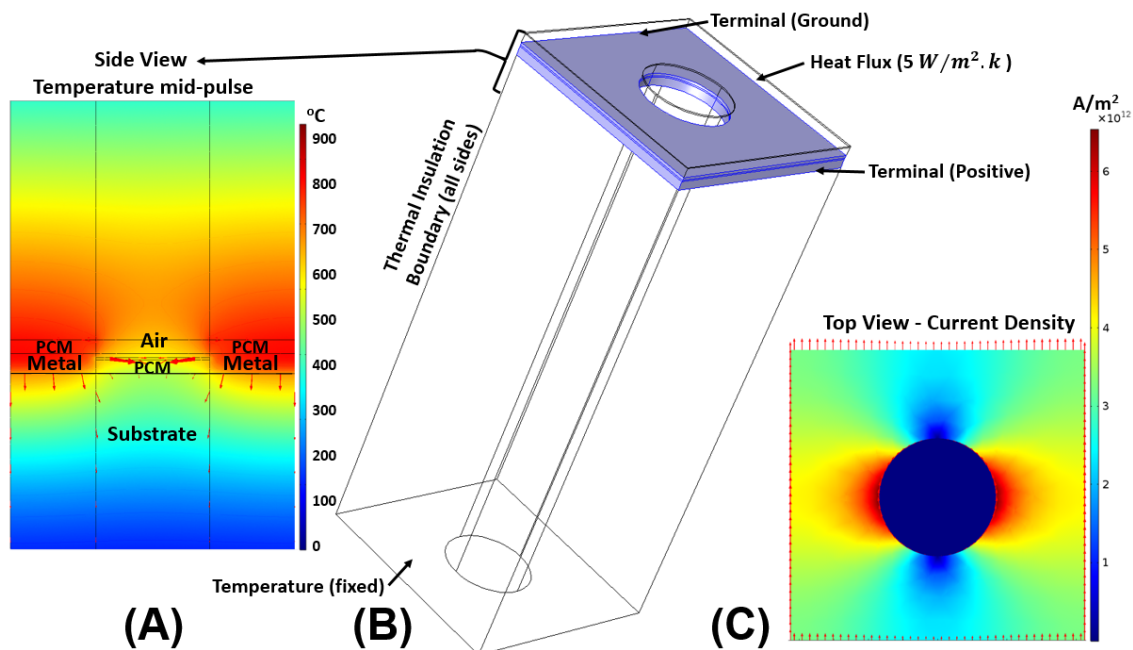 Side View
Temperature mid-pulse
°C
900
800
700
600
500
400
300
200
100
0
PCM
Metal
Air
PCM
PCM
Metal
Substrate
(A)
Terminal (Ground)
Heat Flux (5 W/m². k )
Thermal Insulation
Boundary (all sides)
Terminal (Positive)
Temperature (fixed)
(B)
A/m²
×10¹²
6
5
4
3
2
1
Top View - Current Density
(C)